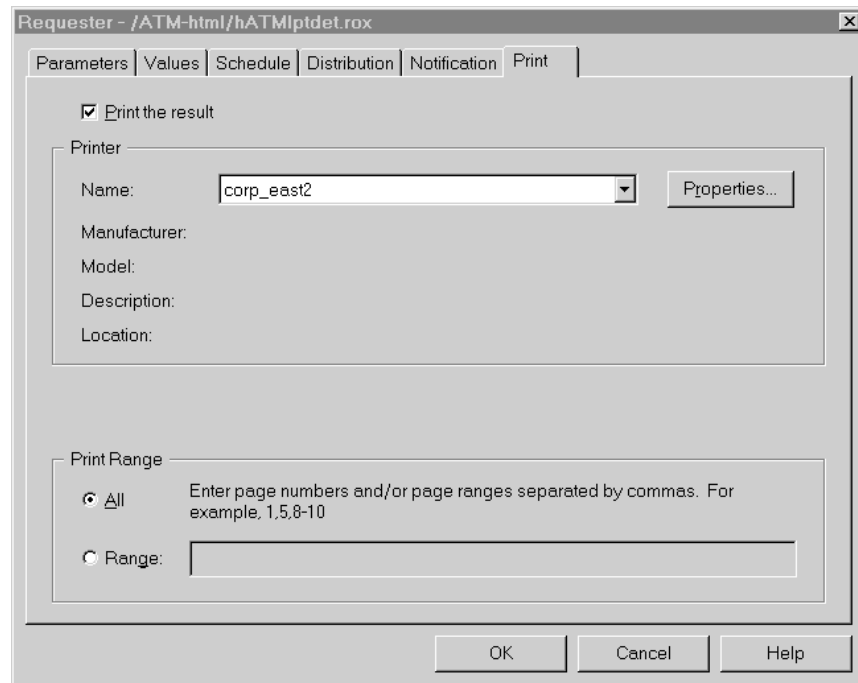 Requester - /ATM-html/hATMlptdet.rox
Parameters Values Schedule Distribution Notification Print
Print the result
Printer
Name: corp_east2 Properties...
Manufacturer:
Model:
Description:
Location:
Print Range
All Enter page numbers and/or page ranges separated by commas. For
example, 1,5,8-10
Range:
OK Cancel Help